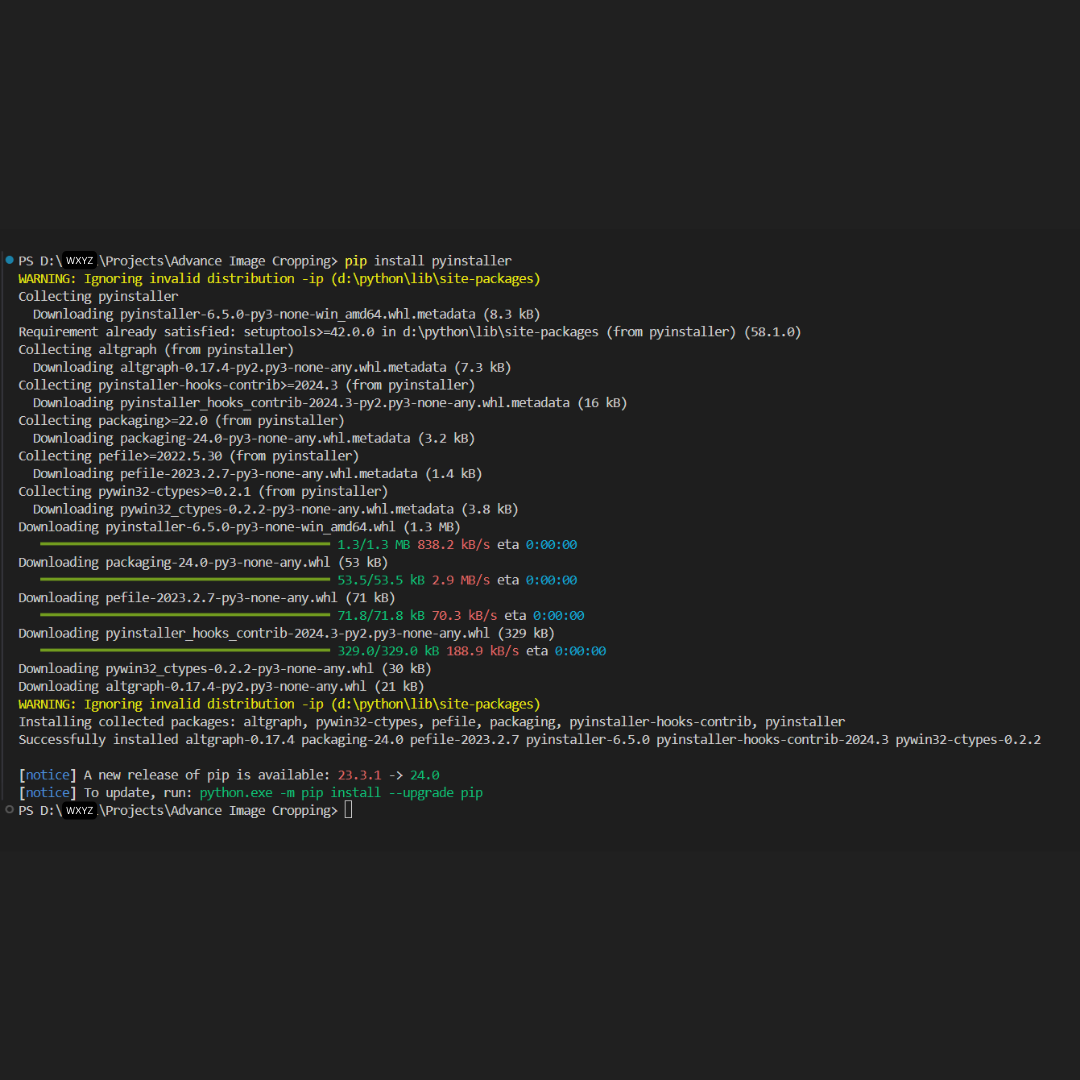 PS D:\WXYZ\Projects\Advance Image Cropping> pip install pyinstaller
WARNING: Ignoring invalid distribution -ip (d:\python\lib\site-packages)
Collecting pyinstaller
  Downloading pyinstaller-6.5.0-py3-none-win_amd64.whl.metadata (8.3 kB)
Requirement already satisfied: setuptools>=42.0.0 in d:\python\lib\site-packages (from pyinstaller) (58.1.0)
Collecting altgraph (from pyinstaller)
  Downloading altgraph-0.17.4-py2.py3-none-any.whl.metadata (7.3 kB)
Collecting pyinstaller-hooks-contrib>=2024.3 (from pyinstaller)
  Downloading pyinstaller_hooks_contrib-2024.3-py2.py3-none-any.whl.metadata (16 kB)
Collecting packaging>=22.0 (from pyinstaller)
  Downloading packaging-24.0-py3-none-any.whl.metadata (3.2 kB)
Collecting pefile>=2022.5.30 (from pyinstaller)
  Downloading pefile-2023.2.7-py3-none-any.whl.metadata (1.4 kB)
Collecting pywin32-ctypes>=0.2.1 (from pyinstaller)
  Downloading pywin32_ctypes-0.2.2-py3-none-any.whl.metadata (3.8 kB)
Downloading pyinstaller-6.5.0-py3-none-win_amd64.whl (1.3 MB)
1.3/1.3 MB 838.2 kB/s eta 0:00:00
Downloading packaging-24.0-py3-none-any.whl (53 kB)
53.5/53.5 kB 2.9 MB/s eta 0:00:00
Downloading pefile-2023.2.7-py3-none-any.whl (71 kB)
71.8/71.8 kB 70.3 kB/s eta 0:00:00
Downloading pyinstaller_hooks_contrib-2024.3-py2.py3-none-any.whl (329 kB)
329.0/329.0 kB 188.9 kB/s eta 0:00:00
Downloading pywin32_ctypes-0.2.2-py3-none-any.whl (30 kB)
Downloading altgraph-0.17.4-py2.py3-none-any.whl (21 kB)
WARNING: Ignoring invalid distribution -ip (d:\python\lib\site-packages)
Installing collected packages: altgraph, pywin32-ctypes, pefile, packaging, pyinstaller-hooks-contrib, pyinstaller
Successfully installed altgraph-0.17.4 packaging-24.0 pefile-2023.2.7 pyinstaller-6.5.0 pyinstaller-hooks-contrib-2024.3 pywin32-ctypes-0.2.2
[notice] A new release of pip is available: 23.3.1 -> 24.0
[notice] To update, run: python.exe -m pip install --upgrade pip
PS D:\WXYZ\Projects\Advance Image Cropping>